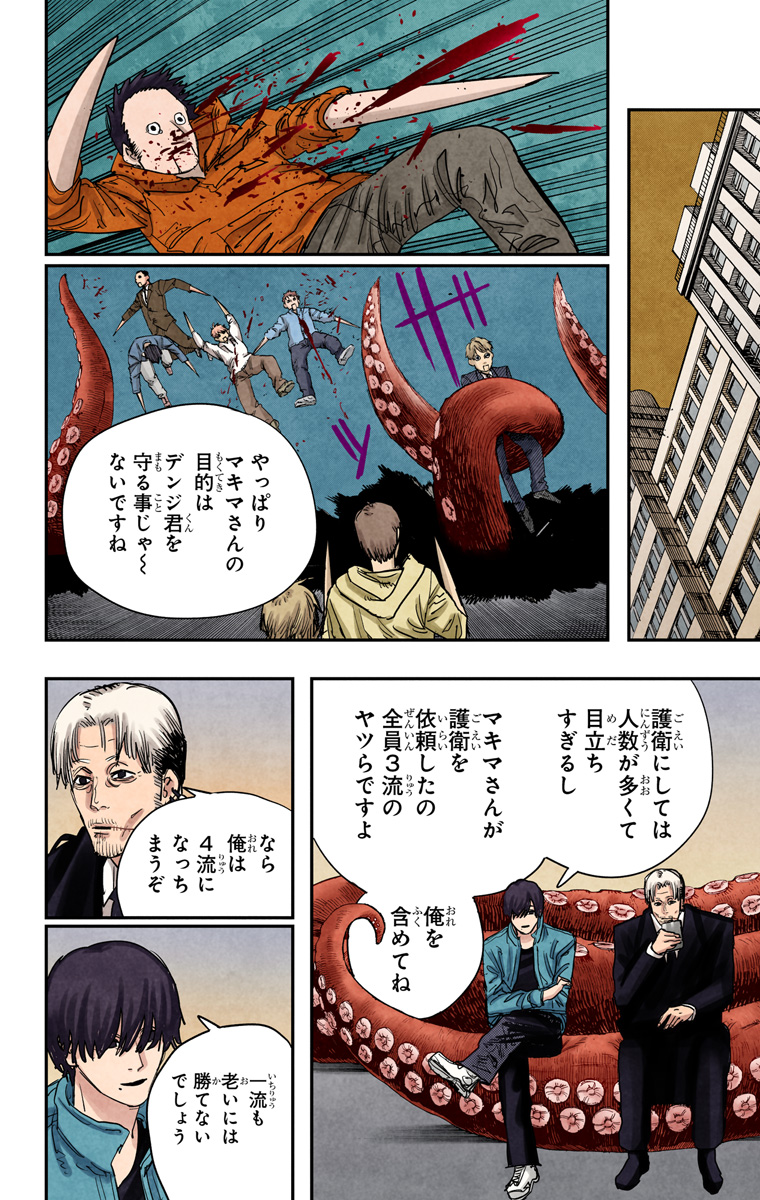 やっぱり
マキマさんの
目的は
デンジ君を
守る事じゃ〜
ないですね
護衛にしては
人数が多くて
目立ち
すぎるし
マキマさんが
護衛を
依頼したの
全員3流の
ヤツらですよ
俺を
含めてね
なら
俺は
4流に
なっち
まうぞ
一流も
老いには
勝てない
でしょう